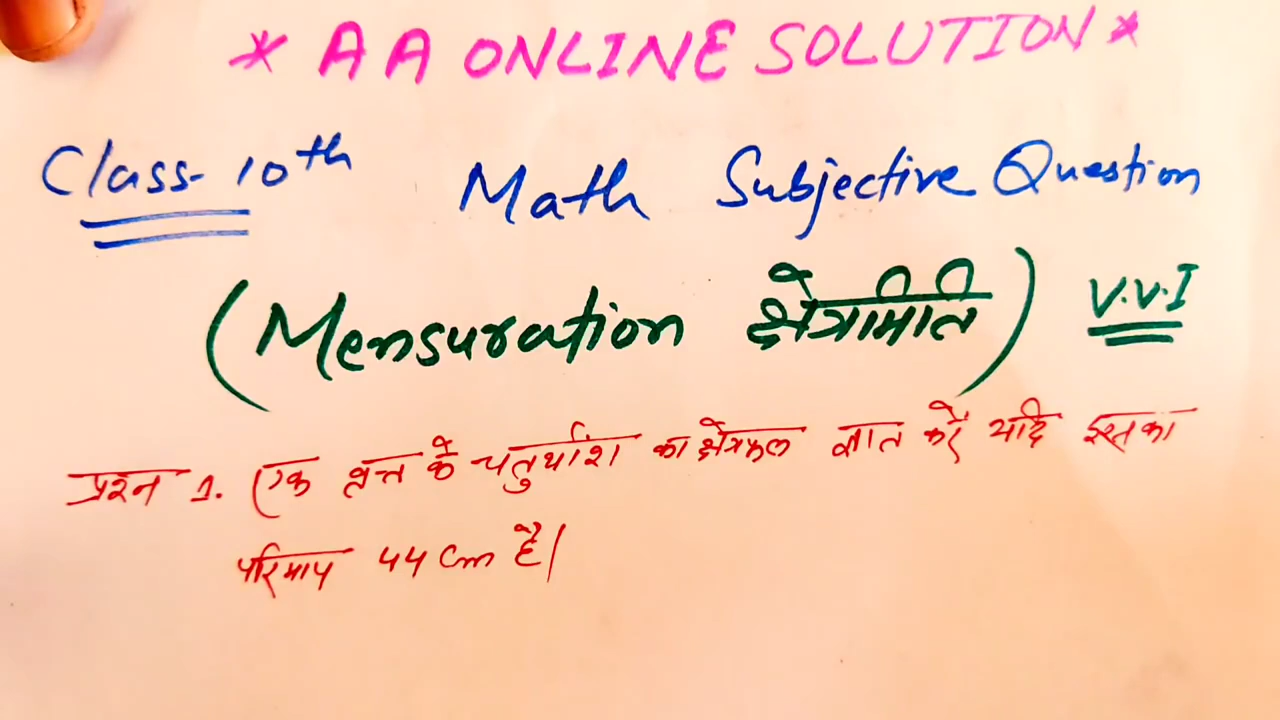 * AA ONLINE SOLUTION *
Class- 10th Math Subjective Question
(Mensuration क्षेत्रमिति) V.V.I
प्रश्न 1. एक वृत्त के चतुर्थांश का क्षेत्रफल ज्ञात करें यदि इसका
परिमाप 44 cm है।